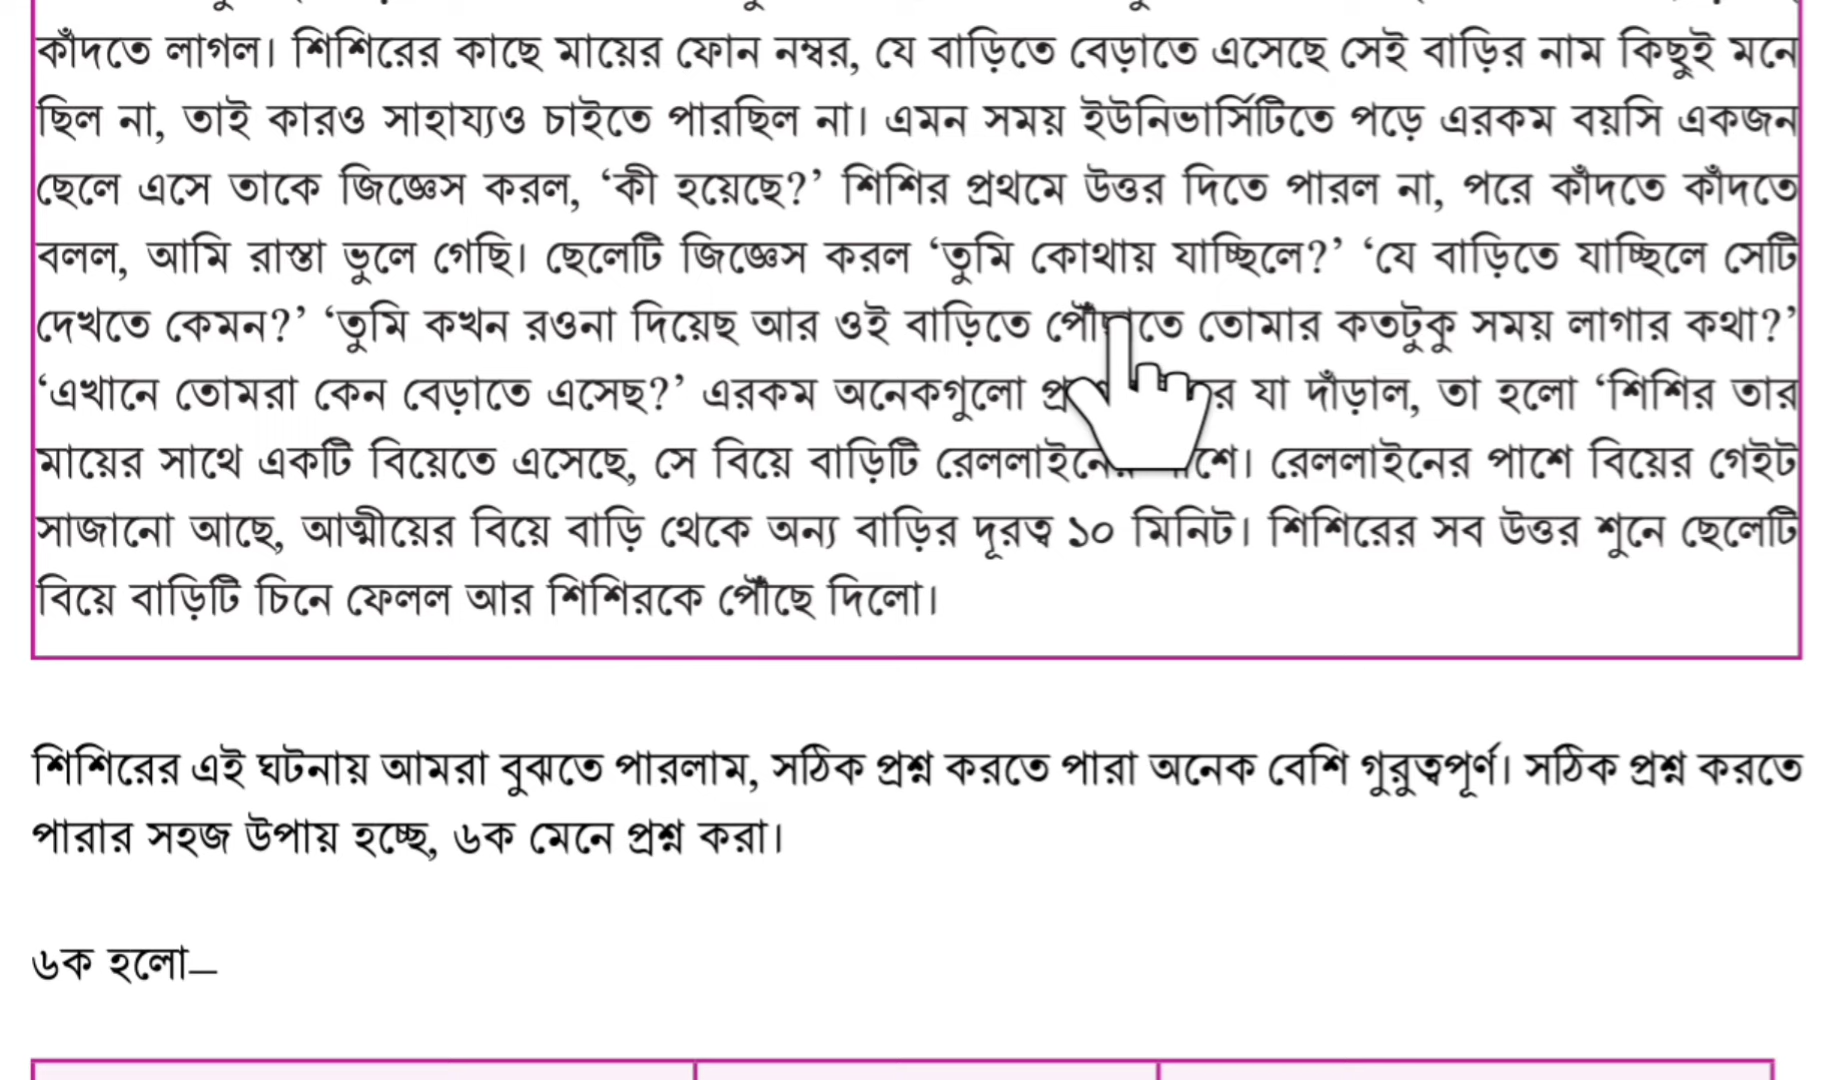 কাঁদতে লাগল। শিশিরের কাছে মায়ের ফোন নম্বর, যে বাড়িতে বেড়াতে এসেছে সেই বাড়ির নাম কিছুই মনে
ছিল না, তাই কারও সাহায্যও চাইতে পারছিল না। এমন সময় ইউনিভার্সিটিতে পড়ে এরকম বয়সি একজন
ছেলে এসে তাকে জিজ্ঞেস করল, ‘কী হয়েছে?’ শিশির প্রথমে উত্তর দিতে পারল না, পরে কাঁদতে কাঁদতে
বলল, আমি রাস্তা ভুলে গেছি। ছেলেটি জিজ্ঞেস করল ‘তুমি কোথায় যাচ্ছিলে?’ ‘যে বাড়িতে যাচ্ছিলে সেটি
দেখতে কেমন?’ ‘তুমি কখন রওনা দিয়েছ আর ওই বাড়িতে তোমার কতটুকু সময় লাগার কথা?’
‘এখানে তোমরা কেন বেড়াতে এসেছ?’ এরকম অনেকগুলো যা দাঁড়াল, তা হলো ‘শিশির তার
মায়ের সাথে একটি বিয়েতে এসেছে, সে বিয়ে বাড়িটি রেললাইনের রেললাইনের পাশে বিয়ের গেইট
সাজানো আছে, আত্মীয়ের বিয়ে বাড়ি থেকে অন্য বাড়ির দূরত্ব ১০ মিনিট। শিশিরের সব উত্তর শুনে ছেলেটি
বিয়ে বাড়িটি চিনে ফেলল আর শিশিরকে পৌঁছে দিলো।
শিশিরের এই ঘটনায় আমরা বুঝতে পারলাম, সঠিক প্রশ্ন করতে পারা অনেক বেশি গুরুত্বপূর্ণ। সঠিক প্রশ্ন করতে
পারার সহজ উপায় হচ্ছে, ৬ক মেনে প্রশ্ন করা।
৬ক হলো—